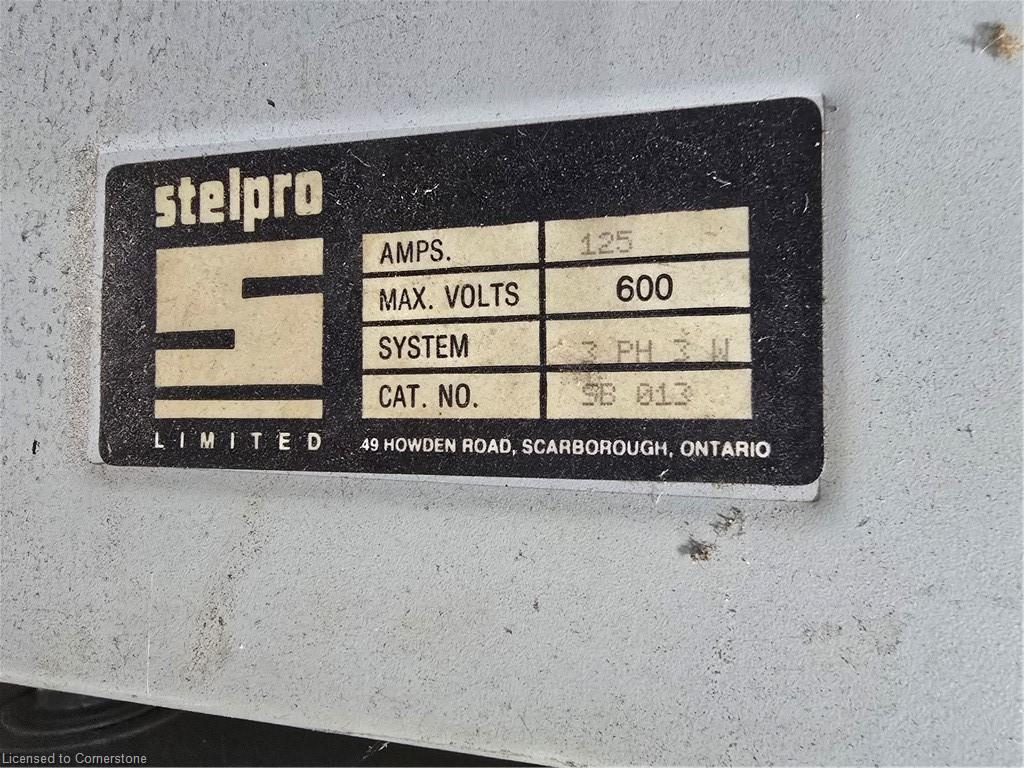 stelpro
LIMITED
AMPS. 125
MAX. VOLTS 600
SYSTEM 3 PH 3 W
CAT. NO. SB 013
49 HOWDEN ROAD, SCARBOROUGH, ONTARIO
Licensed to Cornerstone